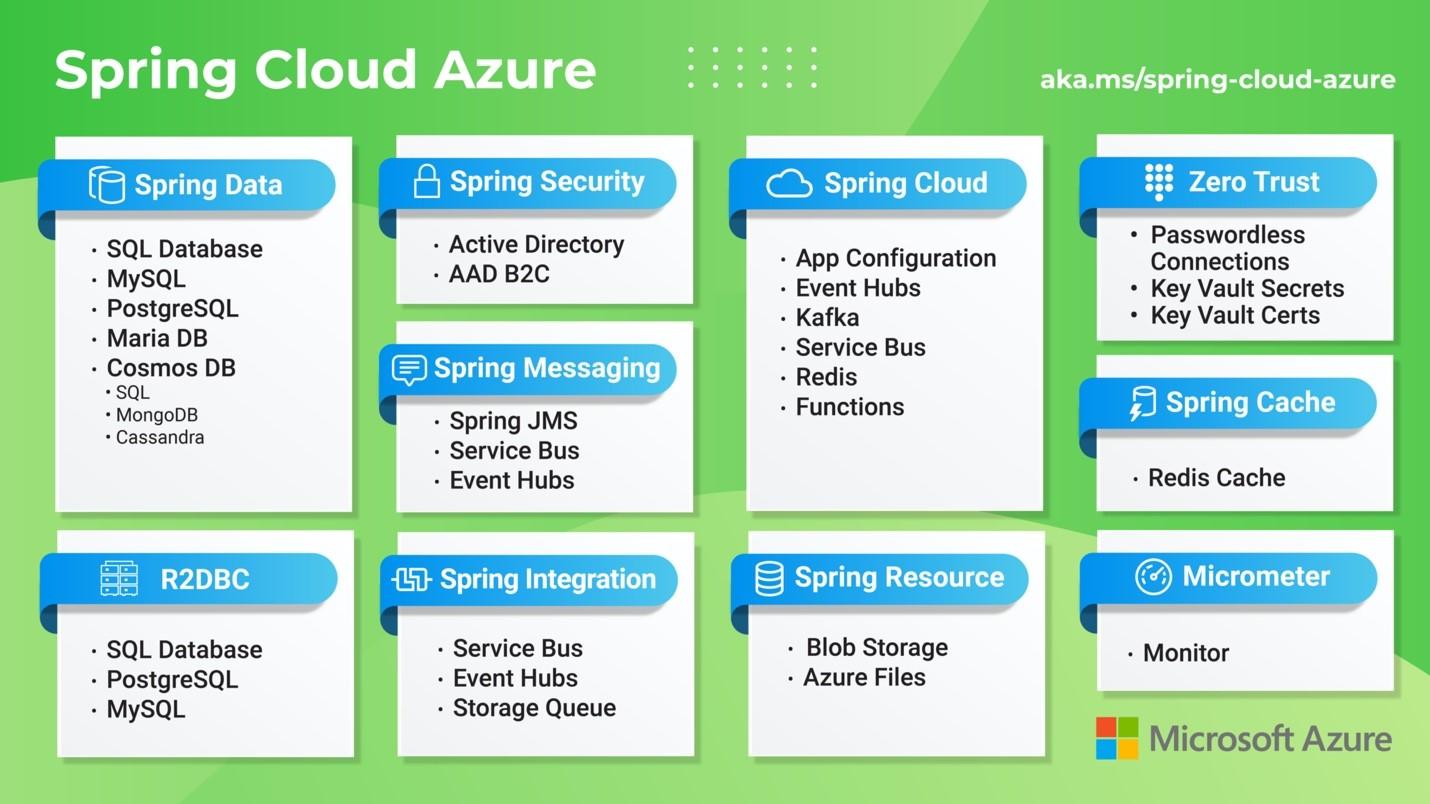 Spring Cloud Azure
aka.ms/spring-cloud-azure
Spring Data
· SQL Database
· MySQL
· PostgreSQL
· Maria DB
· Cosmos DB
• SQL
• MongoDB
• Cassandra
Spring Security
· Active Directory
· AAD B2C
Spring Messaging
· Spring JMS
· Service Bus
· Event Hubs
Spring Cloud
· App Configuration
· Event Hubs
· Kafka
· Service Bus
· Redis
· Functions
Zero Trust
• Passwordless
Connections
• Key Vault Secrets
• Key Vault Certs
Spring Cache
· Redis Cache
R2DBC
· SQL Database
· PostgreSQL
· MySQL
Spring Integration
· Service Bus
· Event Hubs
· Storage Queue
Spring Resource
· Blob Storage
· Azure Files
Micrometer
· Monitor
Microsoft Azure